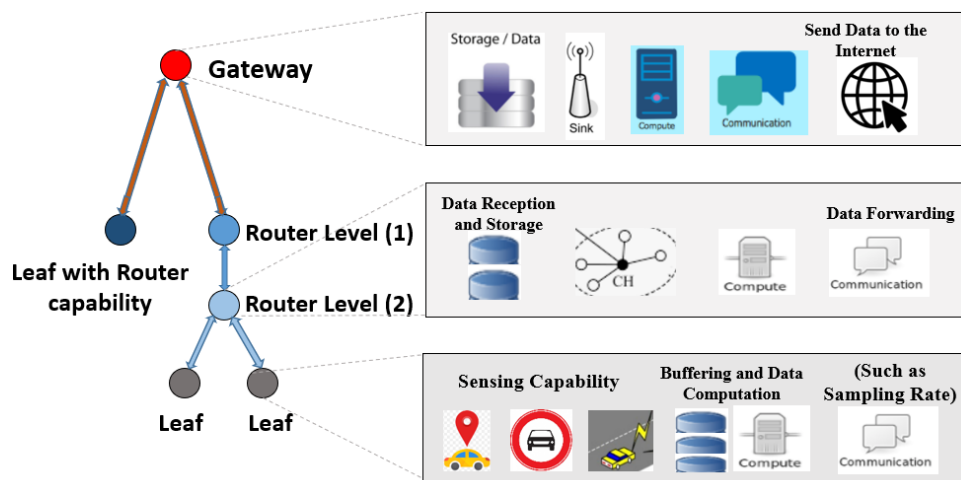 Gateway
Leaf with Router
capability
Router Level (1)
Router Level (2)
Leaf
Leaf
Storage / Data
Sink
Compute
Communication
Send Data to the
Internet
Data Reception
and Storage
CH
Compute
Data Forwarding
Communication
Sensing Capability
Buffering and Data
Computation
Compute
(Such as
Sampling Rate)
Communication